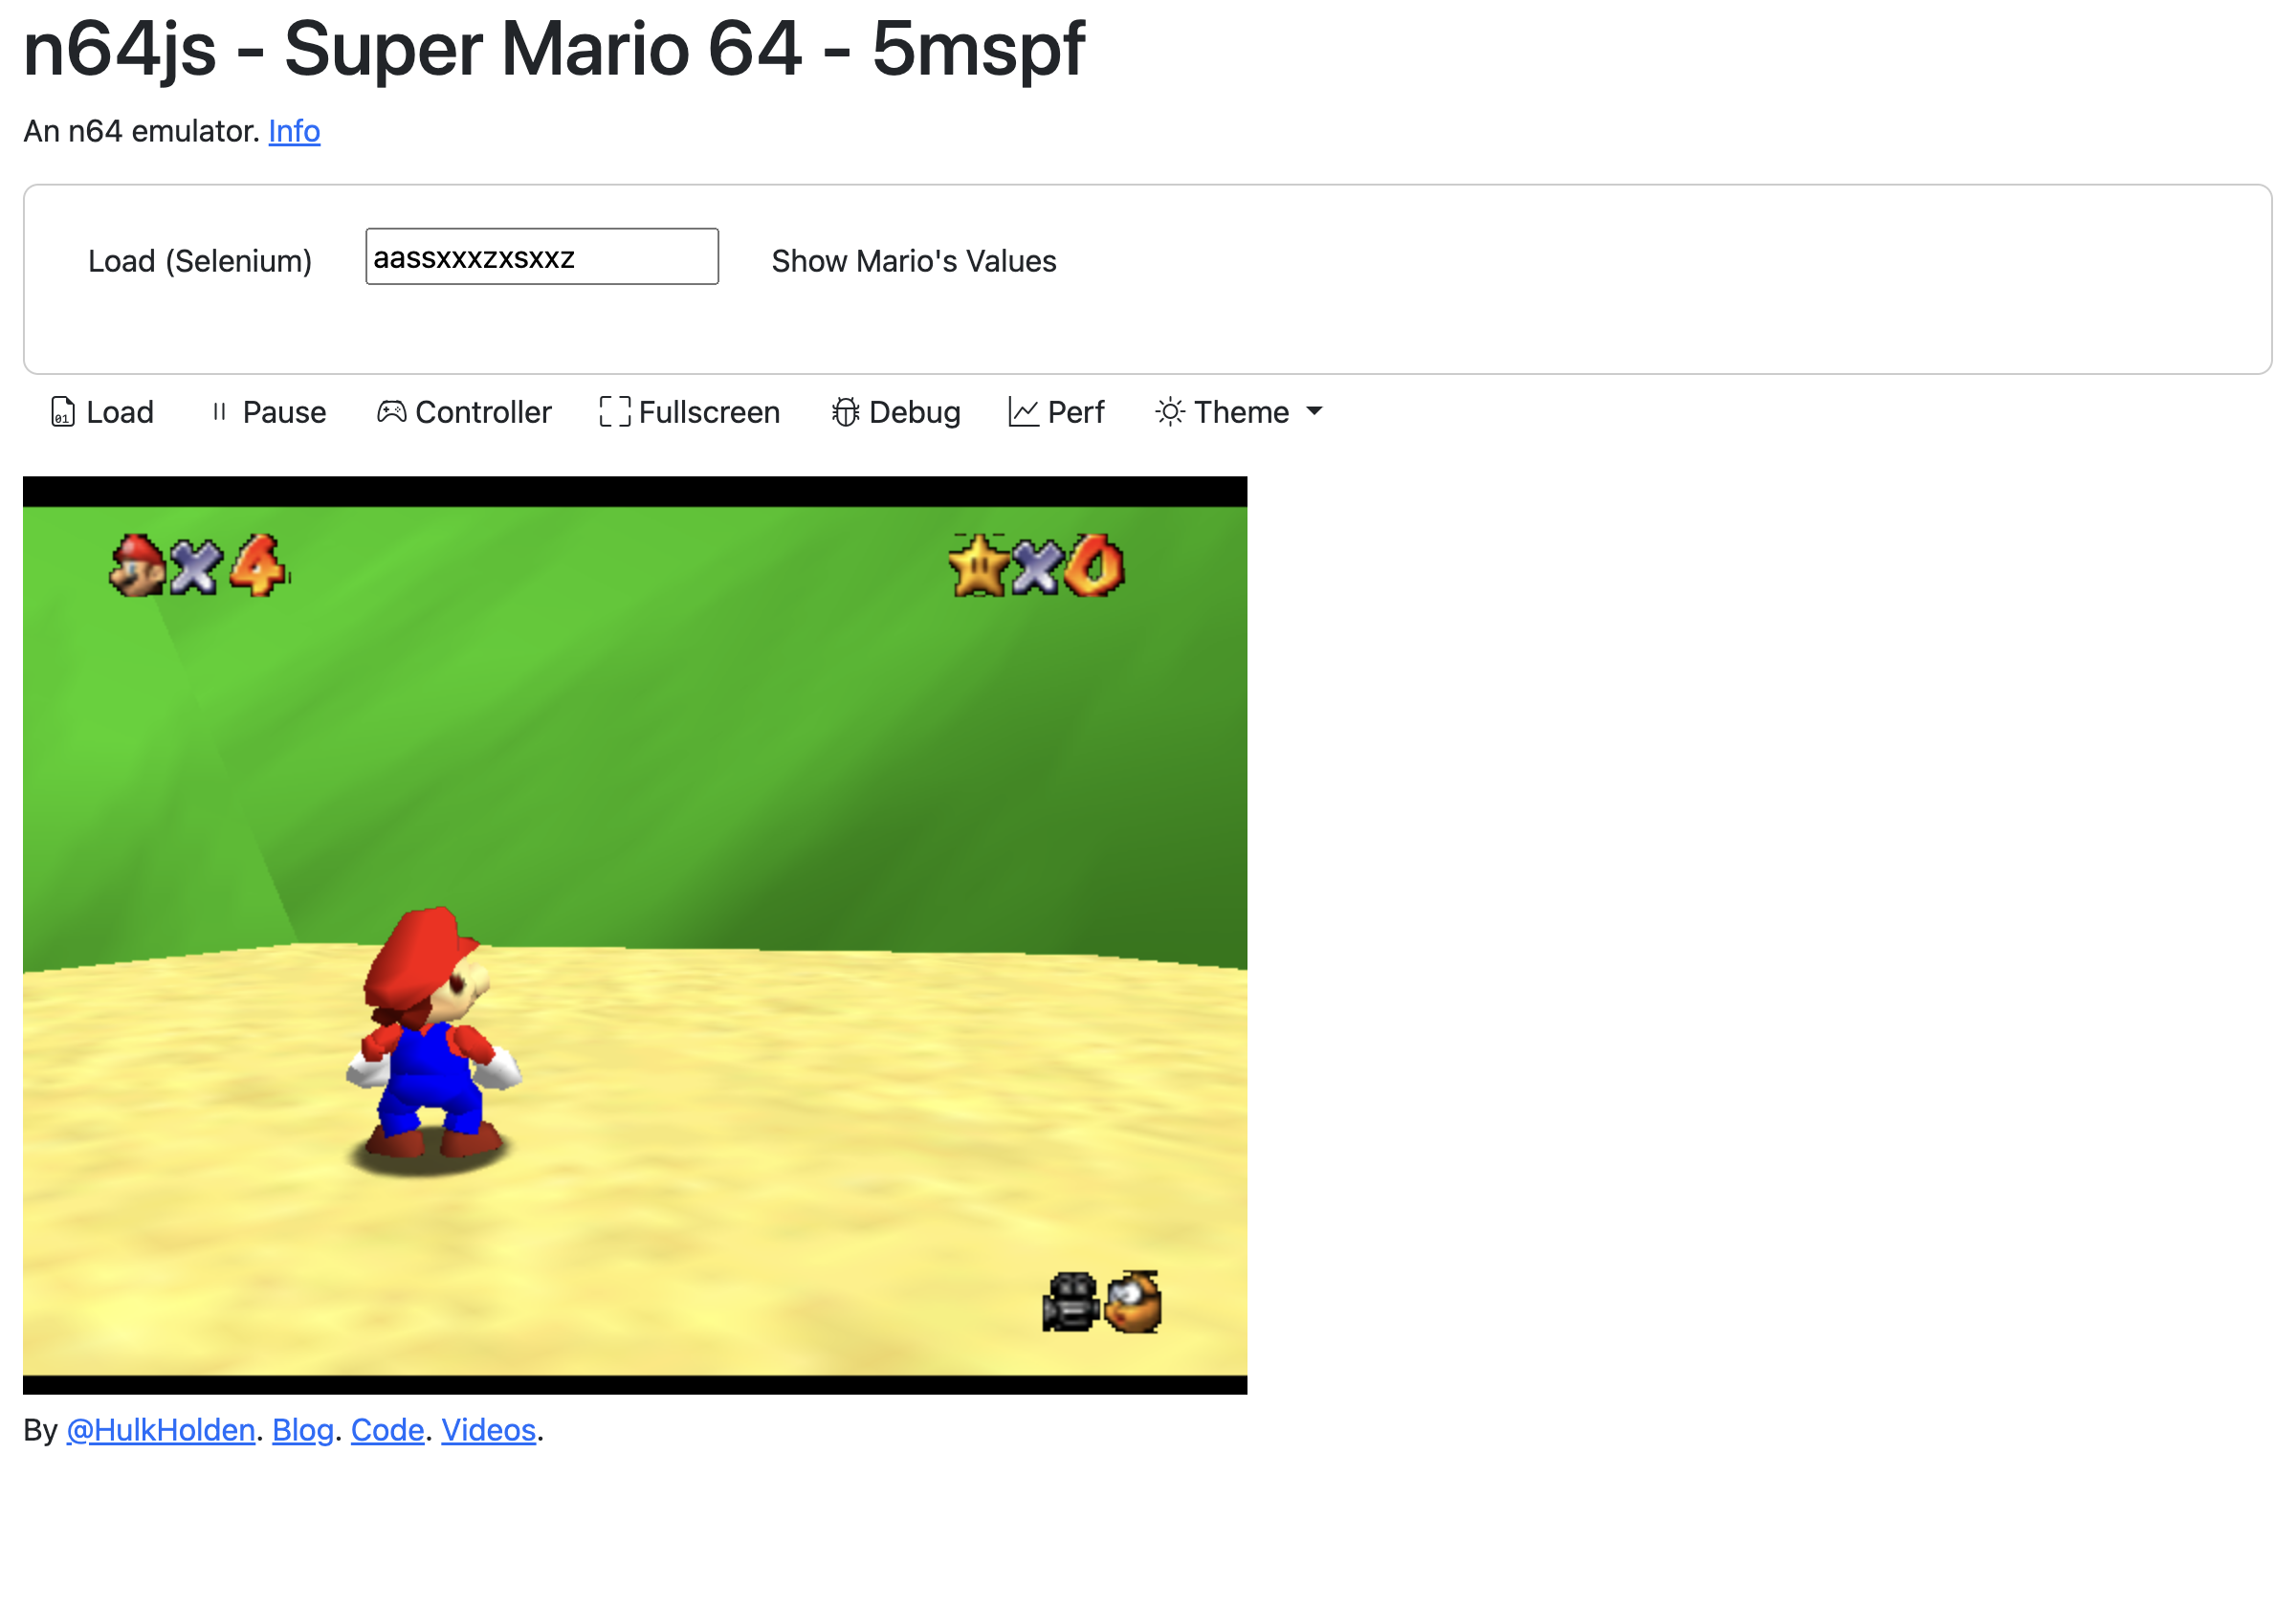 n64js - Super Mario 64 - 5mspf
An n64 emulator. Info
Load (Selenium) aassxxxzxsxxz Show Mario's Values
01 Load Pause Controller Fullscreen Debug Perf Theme
×4 ×0
By @HulkHolden. Blog. Code. Videos.